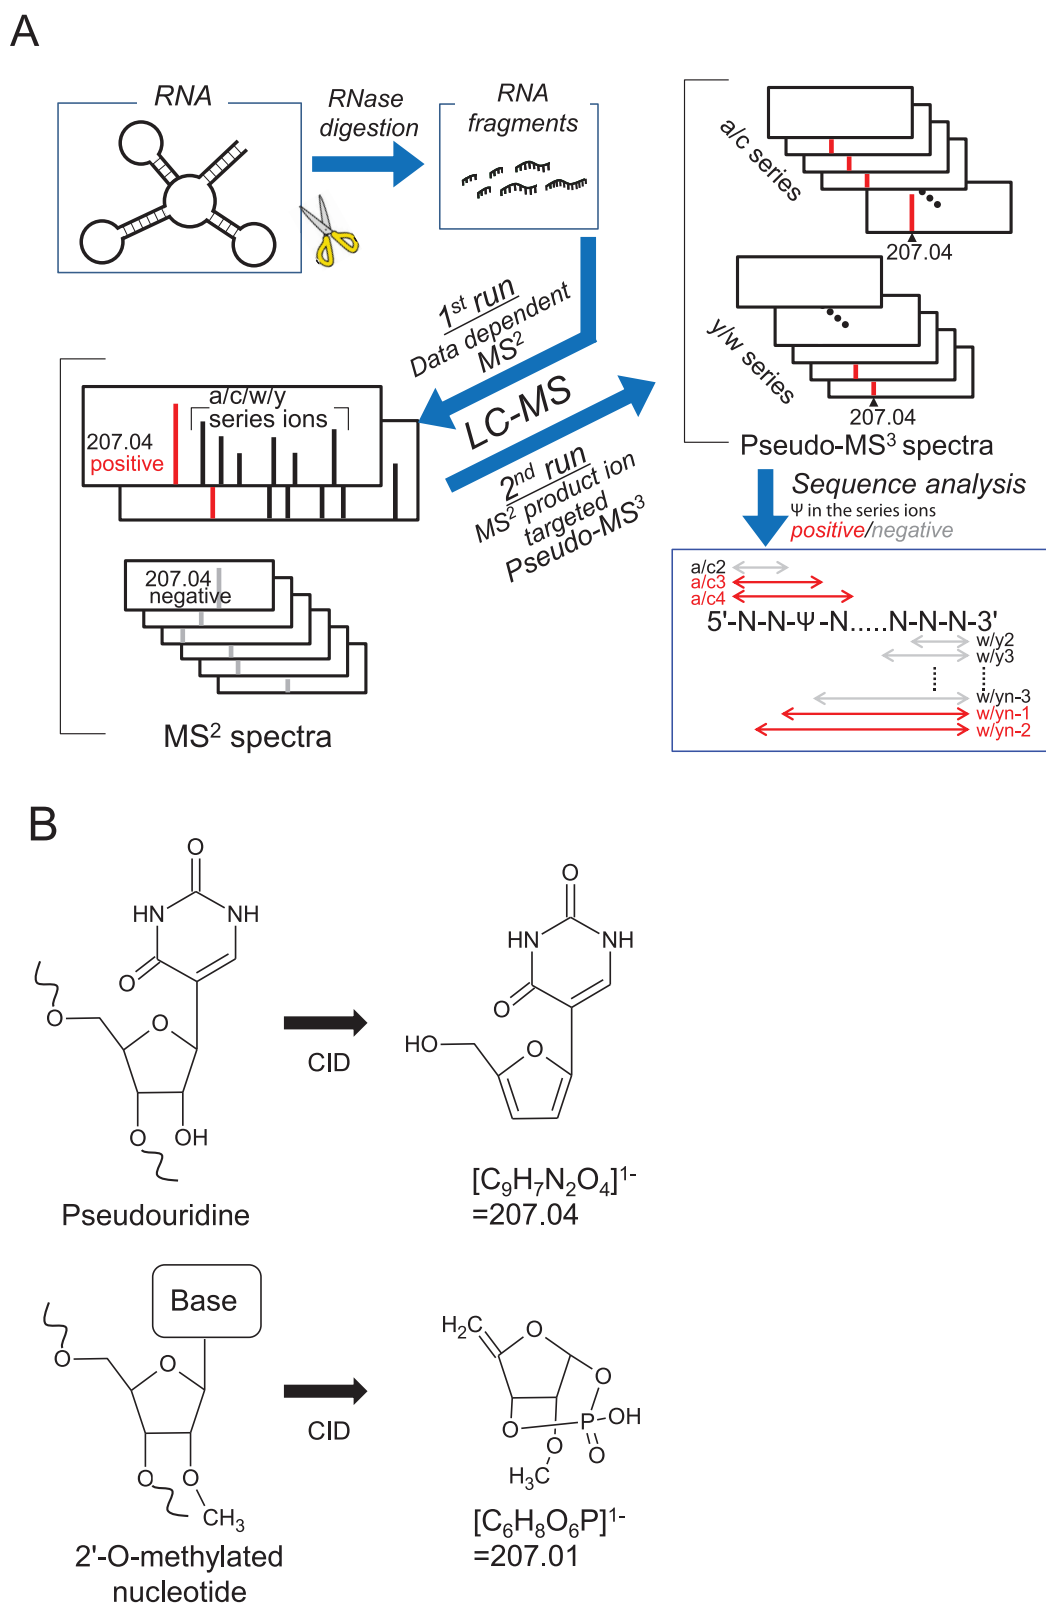 A
RNA
RNase
digestion
RNA
fragments
a/c series
207.04
y/w series
207.04
Pseudo-MS³ spectra
1st run
Data dependent
MS²
LC-MS
2nd run
MS² product ion
targeted
Pseudo-MS³
a/c/w/y
series ions
207.04
positive
207.04
negative
MS² spectra
Sequence analysis
Ψ in the series ions
positive/negative
a/c2
a/c3
a/c4
5'-N-N-Ψ-N.....N-N-N-3'
w/y2
w/y3
w/yn-3
w/yn-1
w/yn-2
B
O
HN NH
O
O
O
O OH
Pseudouridine
CID
O
HN NH
O
HO O
[C₉H₇N₂O₄]¹⁻
=207.04
Base
O
O
O O
CH₃
2'-O-methylated
nucleotide
CID
H₂C O
O
O P OH
O O
H₃C
[C₆H₈O₆P]¹⁻
=207.01